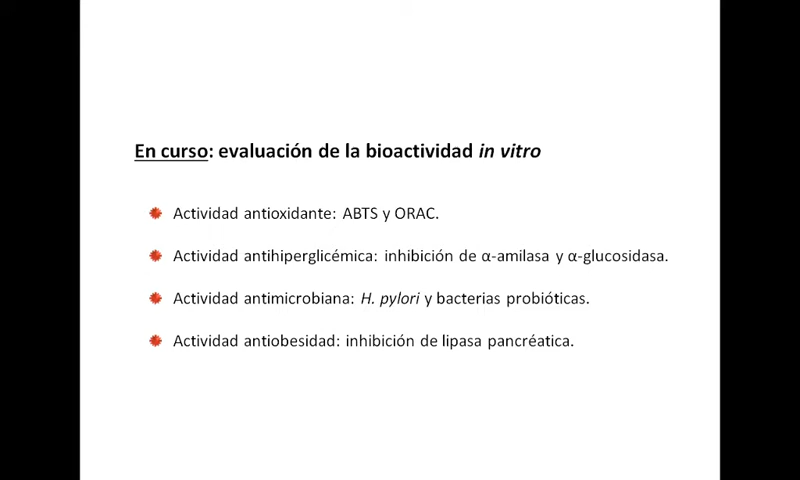 En curso: evaluación de la bioactividad in vitro
Actividad antioxidante: ABTS y ORAC.
Actividad antihiperglicémica: inhibición de α-amilasa y α-glucosidasa.
Actividad antimicrobiana: H. pylori y bacterias probióticas.
Actividad antiobesidad: inhibición de lipasa pancréatica.